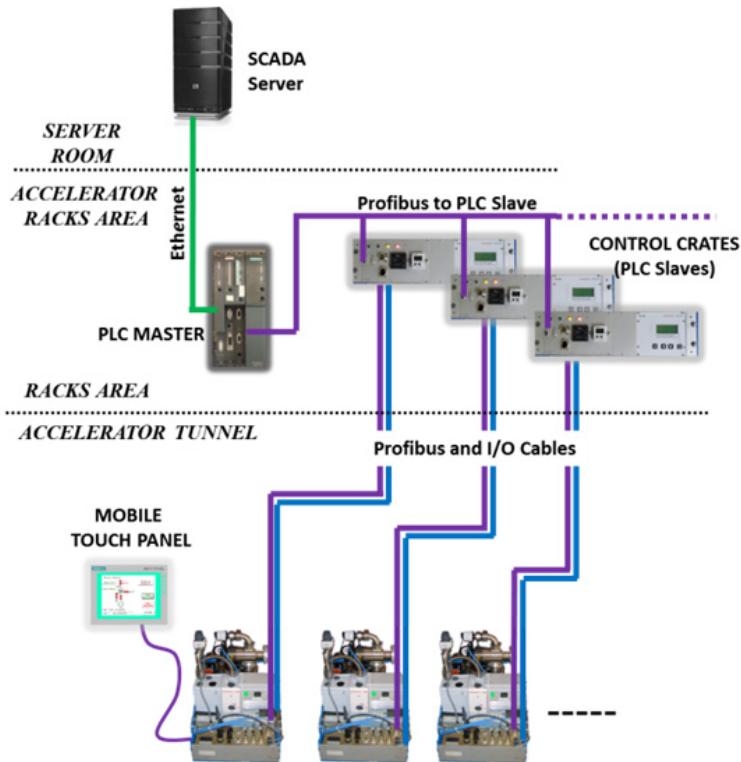 SCADA
Server
SERVER
ROOM
ACCELERATOR
RACKS AREA
Ethernet
Profibus to PLC Slave
CONTROL CRATES
(PLC Slaves)
PLC MASTER
RACKS AREA
ACCELERATOR TUNNEL
Profibus and I/O Cables
MOBILE
TOUCH PANEL